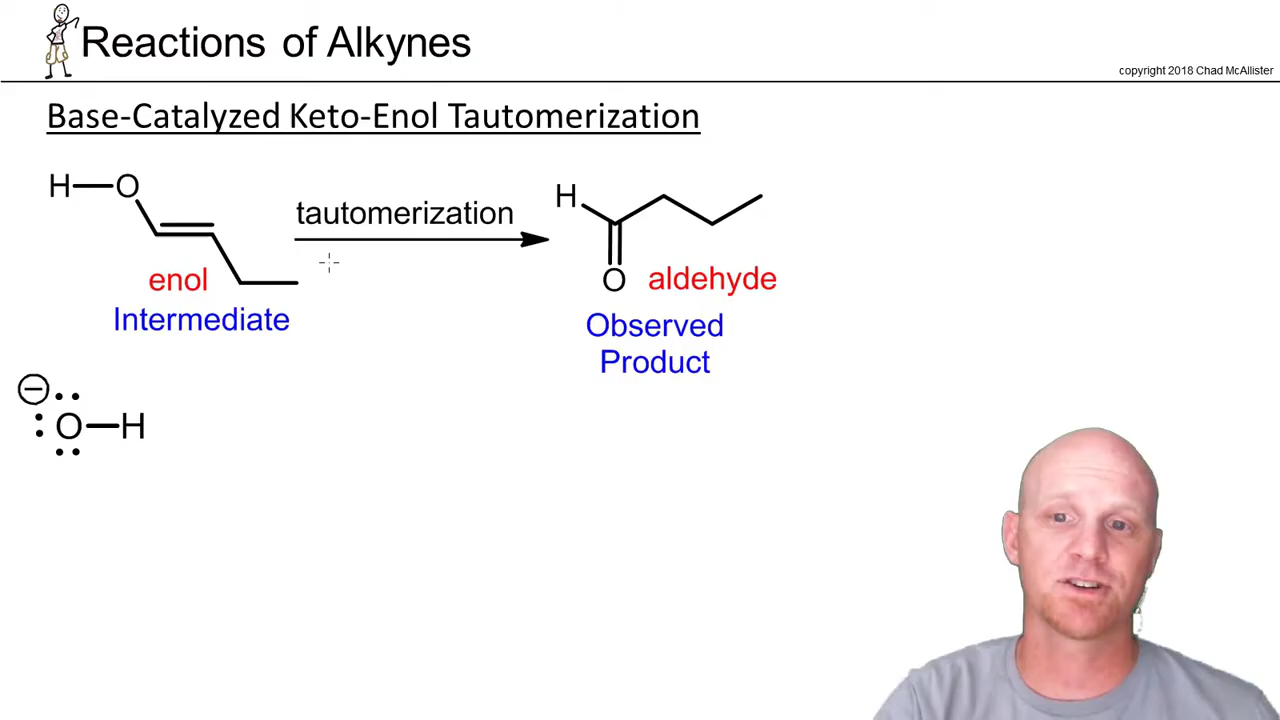 Reactions of Alkynes
copyright 2018 Chad McAllister
Base-Catalyzed Keto-Enol Tautomerization
H—O
tautomerization
H
O
enol
aldehyde
Intermediate
Observed
Product
⊖
O—H